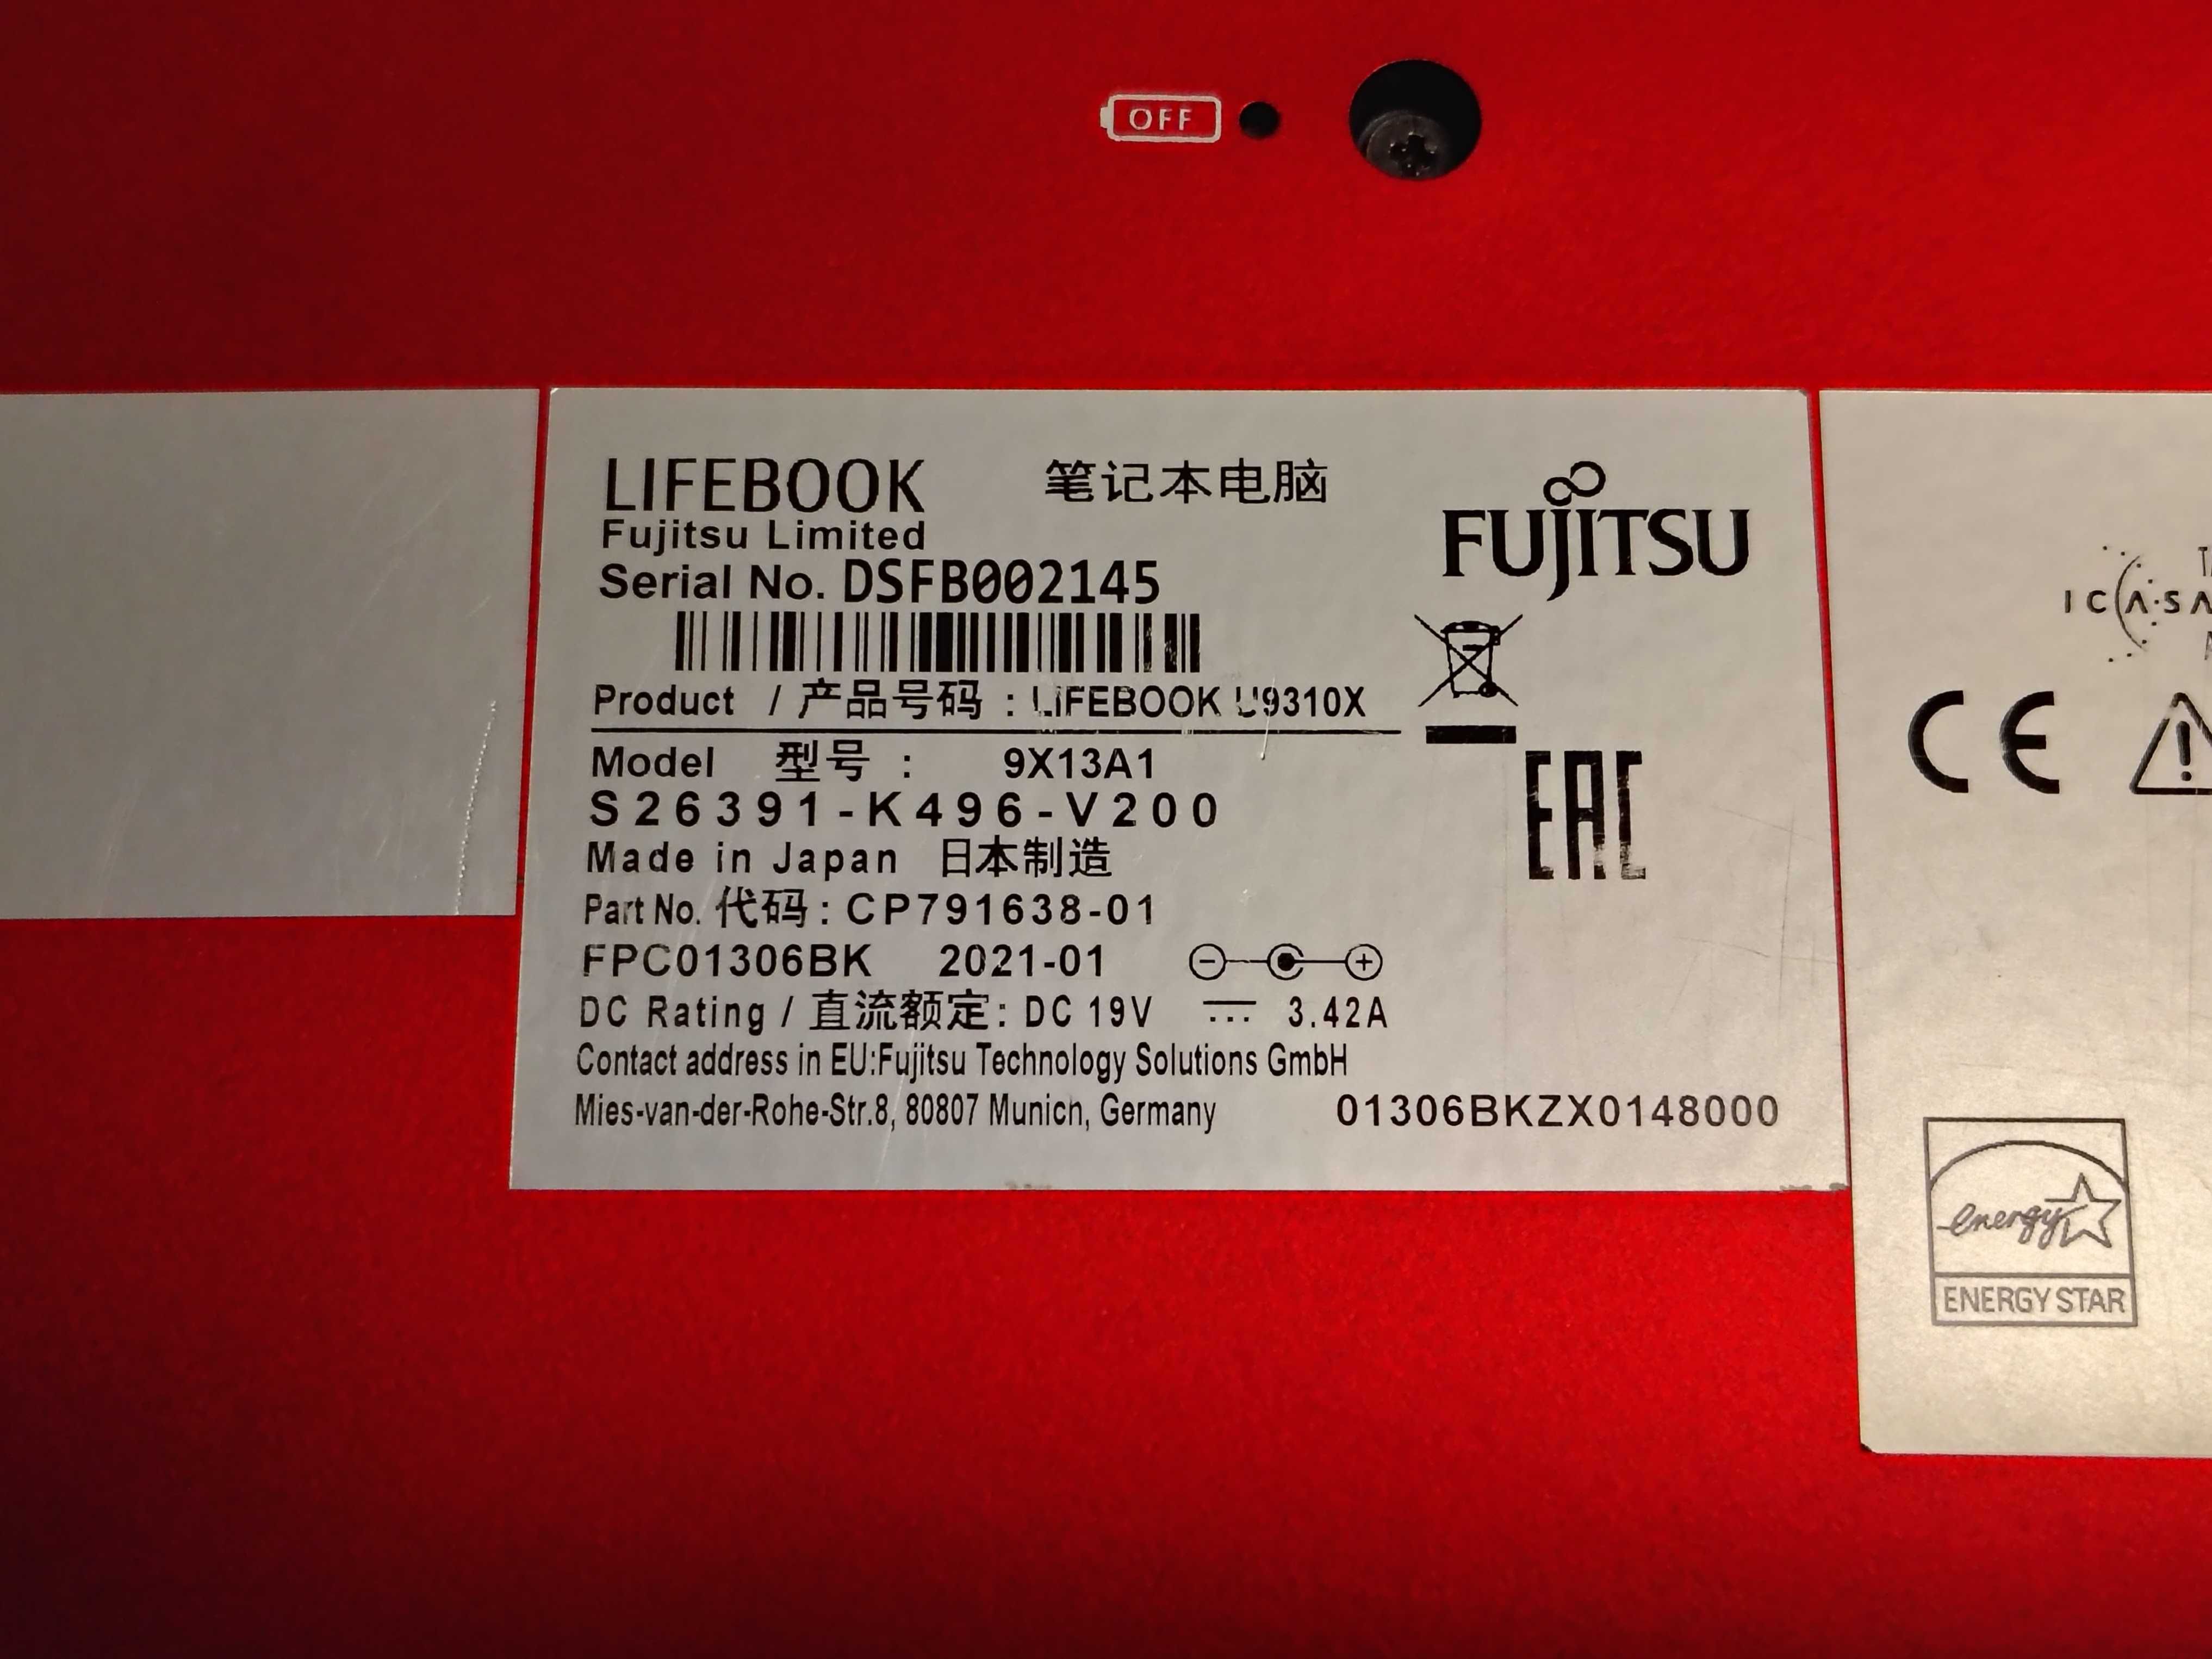 OFF
LIFEBOOK 笔记本电脑
FUJITSU
Fujitsu Limited
Serial No. DSFB002145
Product / 产品号码 : LIFEBOOK U9310X
Model 型号 : 9X13A1
S26391-K496-V200
Made in Japan 日本制造
Part No. 代码 : CP791638-01
FPC01306BK 2021-01
DC Rating / 直流额定: DC 19V 3.42A
Contact address in EU:Fujitsu Technology Solutions GmbH
Mies-van-der-Rohe-Str.8, 80807 Munich, Germany 01306BKZX0148000
EAC
CE
energy
ENERGY STAR